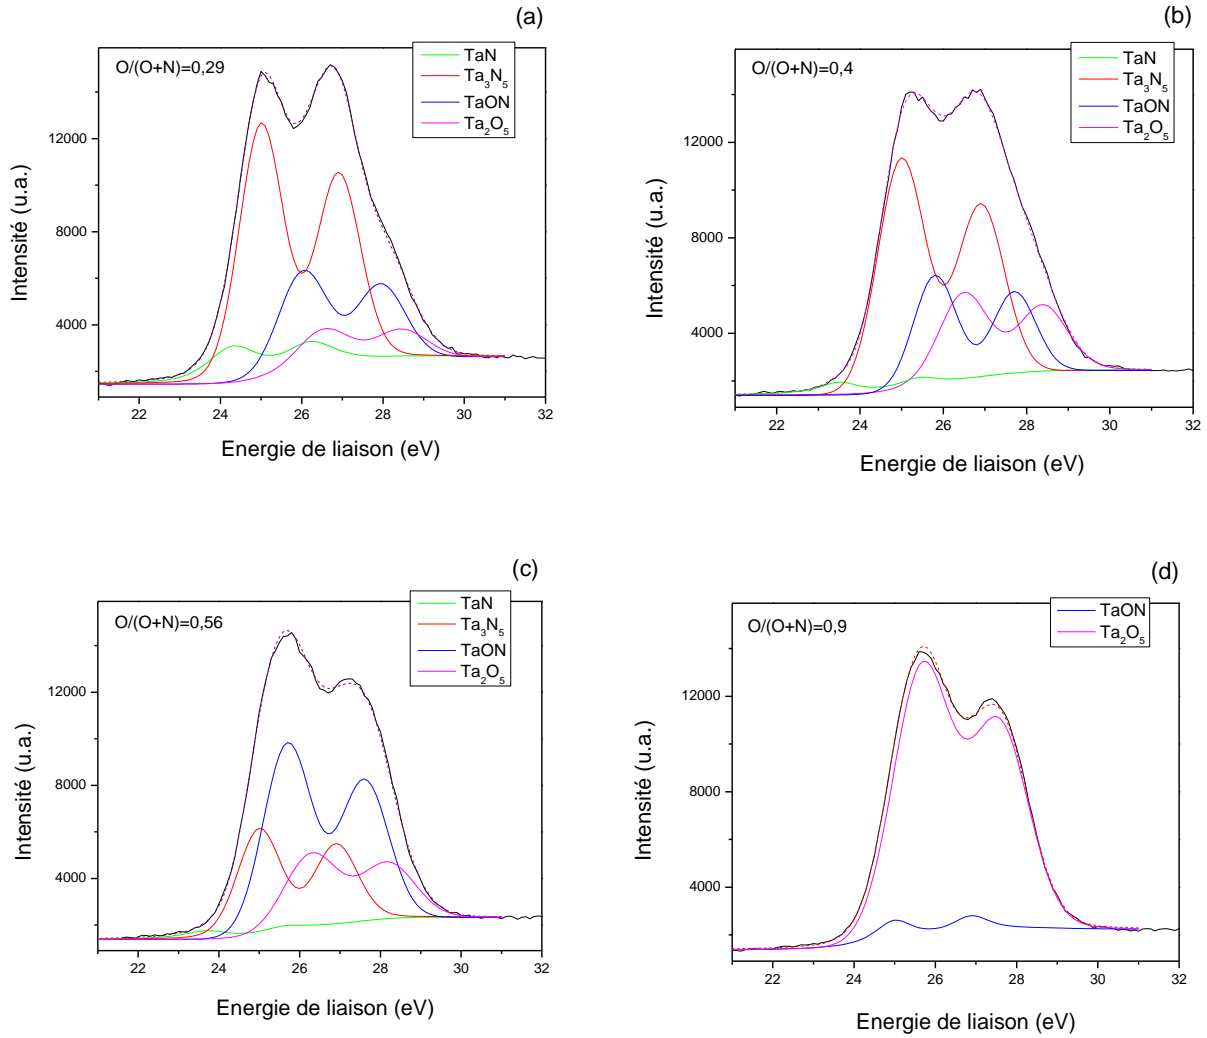 (a)
O/(O+N)=0,29
TaN
Ta3N5
TaON
Ta2O5
12000
8000
4000
22 24 26 28 30 32
Intensité (u.a.)
Energie de liaison (eV)
(b)
O/(O+N)=0,4
TaN
Ta3N5
TaON
Ta2O5
12000
8000
4000
22 24 26 28 30 32
Intensité (u.a.)
Energie de liaison (eV)
(c)
O/(O+N)=0,56
TaN
Ta3N5
TaON
Ta2O5
12000
8000
4000
22 24 26 28 30 32
Intensité (u.a.)
Energie de liaison (eV)
(d)
O/(O+N)=0,9
TaON
Ta2O5
12000
8000
4000
22 24 26 28 30 32
Intensité (u.a.)
Energie de liaison (eV)